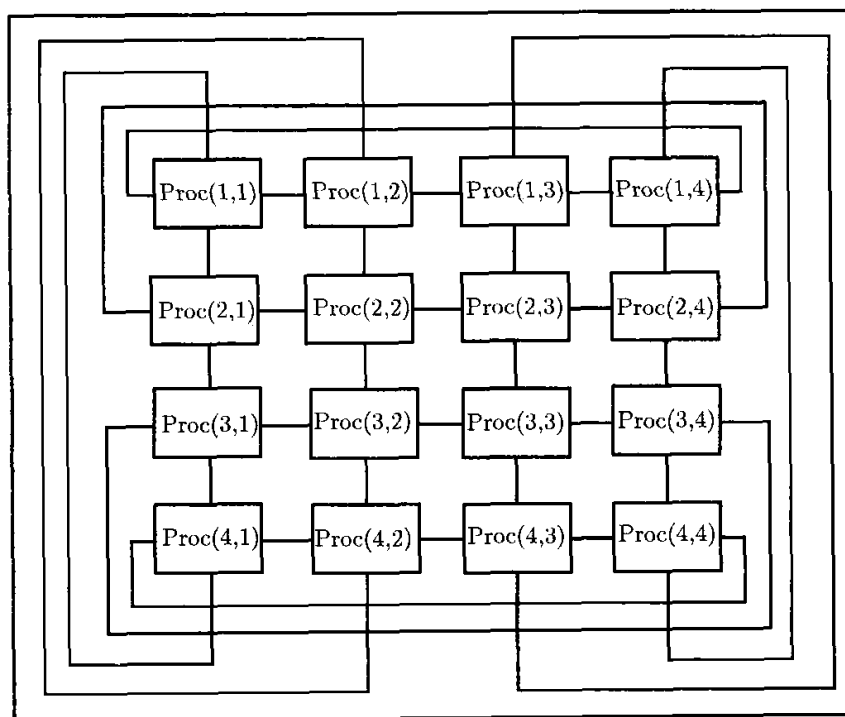 Proc(1,1) Proc(1,2) Proc(1,3) Proc(1,4)
Proc(2,1) Proc(2,2) Proc(2,3) Proc(2,4)
Proc(3,1) Proc(3,2) Proc(3,3) Proc(3,4)
Proc(4,1) Proc(4,2) Proc(4,3) Proc(4,4)